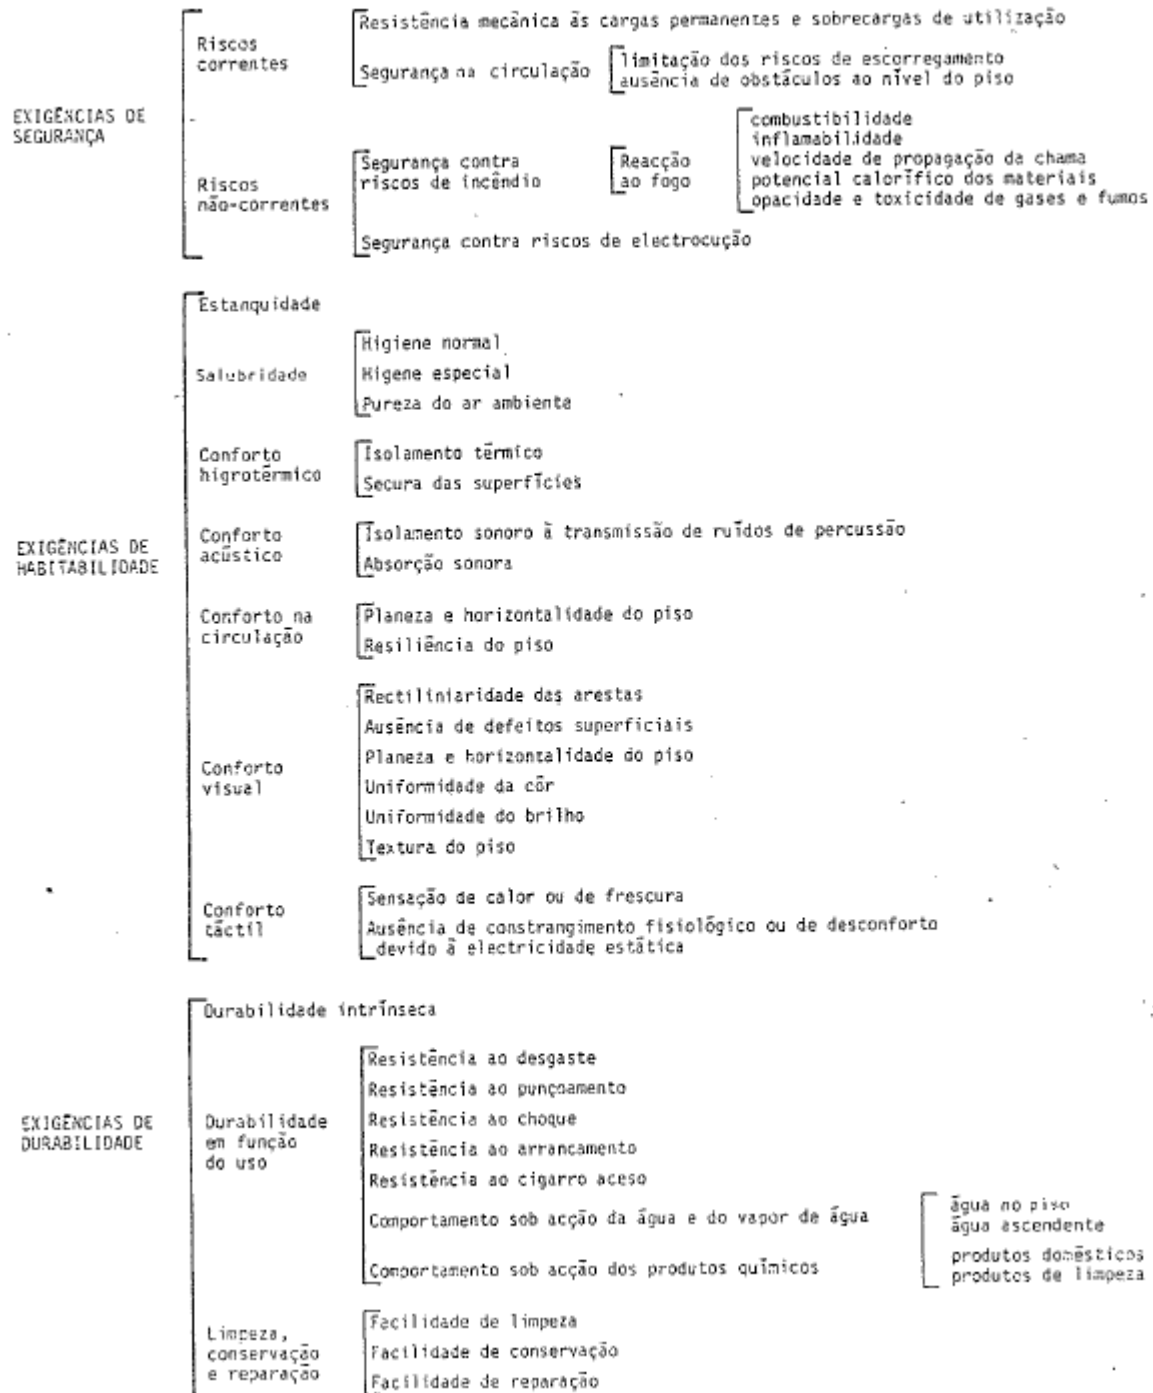 EXIGÊNCIAS DE
SEGURANÇA
Riscos
correntes
Resistência mecânica às cargas permanentes e sobrecargas de utilização
Segurança na circulação
limitação dos riscos de escorregamento
ausência de obstáculos ao nível do piso
Riscos
não-correntes
Segurança contra
riscos de incêndio
Reacção
ao fogo
combustibilidade
inflamabilidade
velocidade de propagação da chama
potencial calorífico dos materiais
opacidade e toxicidade de gases e fumos
Segurança contra riscos de electrocução
EXIGÊNCIAS DE
HABITABILIDADE
Estanquidade
Salubridade
Higiene normal
Higene especial
Pureza do ar ambiente
Conforto
higrotérmico
Isolamento térmico
Secura das superfícies
Conforto
acústico
Isolamento sonoro à transmissão de ruídos de percussão
Absorção sonora
Conforto na
circulação
Planeza e horizontalidade do piso
Resiliência do piso
Conforto
visual
Rectiliniaridade das arestas
Ausência de defeitos superficiais
Planeza e horizontalidade do piso
Uniformidade da côr
Uniformidade do brilho
Textura do piso
Conforto
táctil
Sensação de calor ou de frescura
Ausência de constrangimento fisiológico ou de desconforto
devido à electricidade estática
EXIGÊNCIAS DE
DURABILIDADE
Durabilidade intrínseca
Durabilidade
em função
do uso
Resistência ao desgaste
Resistência ao punçoamento
Resistência ao choque
Resistência ao arrancamento
Resistência ao cigarro aceso
Comportamento sob acção da água e do vapor de água
água no piso
água ascendente
Comportamento sob acção dos produtos químicos
produtos domésticos
produtos de limpeza
Limpeza,
conservação
e reparação
Facilidade de limpeza
Facilidade de conservação
Facilidade de reparação